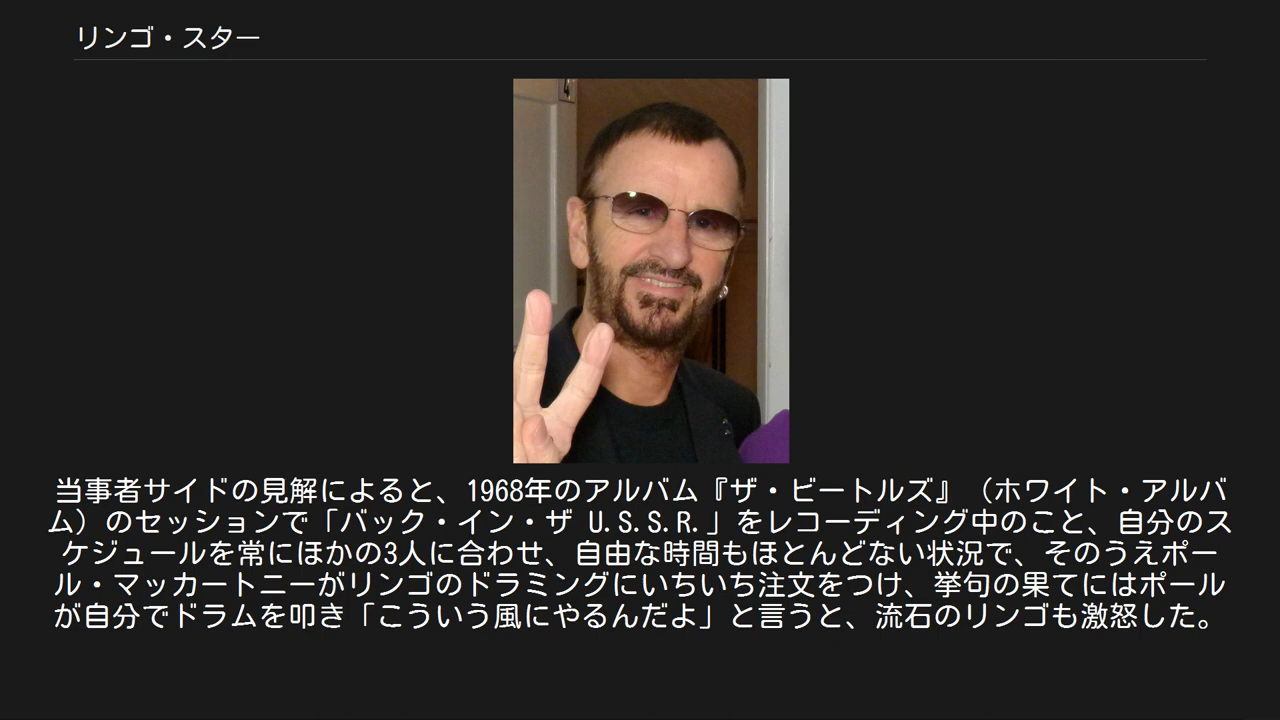 リンゴ・スター
4
当事者サイドの見解によると、1968年のアルバム『ザ・ビートルズ』（ホワイト・アルバ
ム）のセッションで「バック・イン・ザ U.S.S.R.」をレコーディング中のこと、自分のス
ケジュールを常にほかの3人に合わせ、自由な時間もほとんどない状況で、そのうえポー
ル・マッカートニーがリンゴのドラミングにいちいち注文をつけ、挙句の果てにはポール
が自分でドラムを叩き「こういう風にやるんだよ」と言うと、流石のリンゴも激怒した。